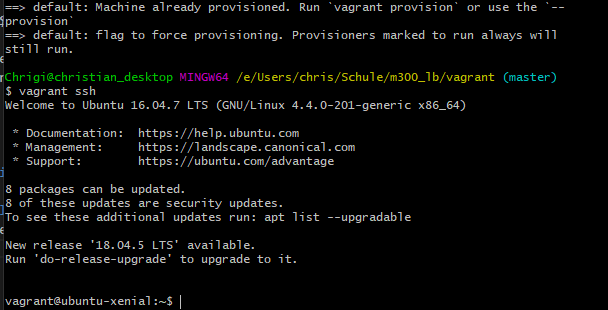 ==> default: Machine already provisioned. Run `vagrant provision` or use the `--
provision`
==> default: flag to force provisioning. Provisioners marked to run always will
still run.
Chrigi@christian_desktop MINGW64 /e/Users/chris/Schule/m300_lb/vagrant (master)
$ vagrant ssh
Welcome to Ubuntu 16.04.7 LTS (GNU/Linux 4.4.0-201-generic x86_64)
* Documentation:  https://help.ubuntu.com
* Management:     https://landscape.canonical.com
* Support:        https://ubuntu.com/advantage
8 packages can be updated.
8 of these updates are security updates.
To see these additional updates run: apt list --upgradable
New release '18.04.5 LTS' available.
Run 'do-release-upgrade' to upgrade to it.
vagrant@ubuntu-xenial:~$